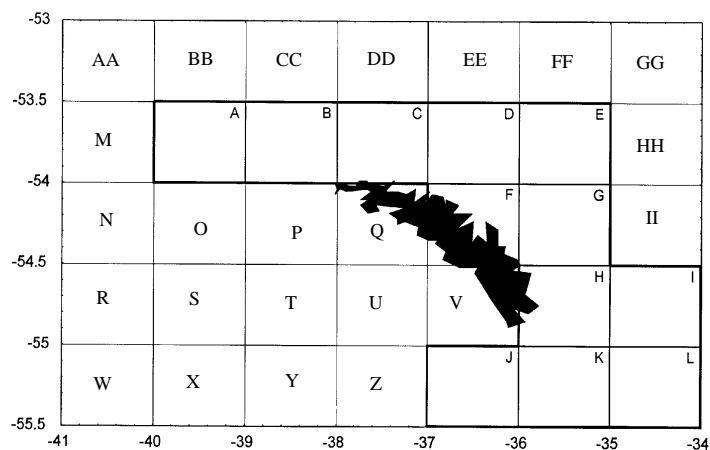 -53
AA BB CC DD EE FF GG
-53.5
A B C D E
M HH
-54
F G
N O P Q II
-54.5
H I
R S T U V
-55
J K L
W X Y Z
-55.5
-41 -40 -39 -38 -37 -36 -35 -34